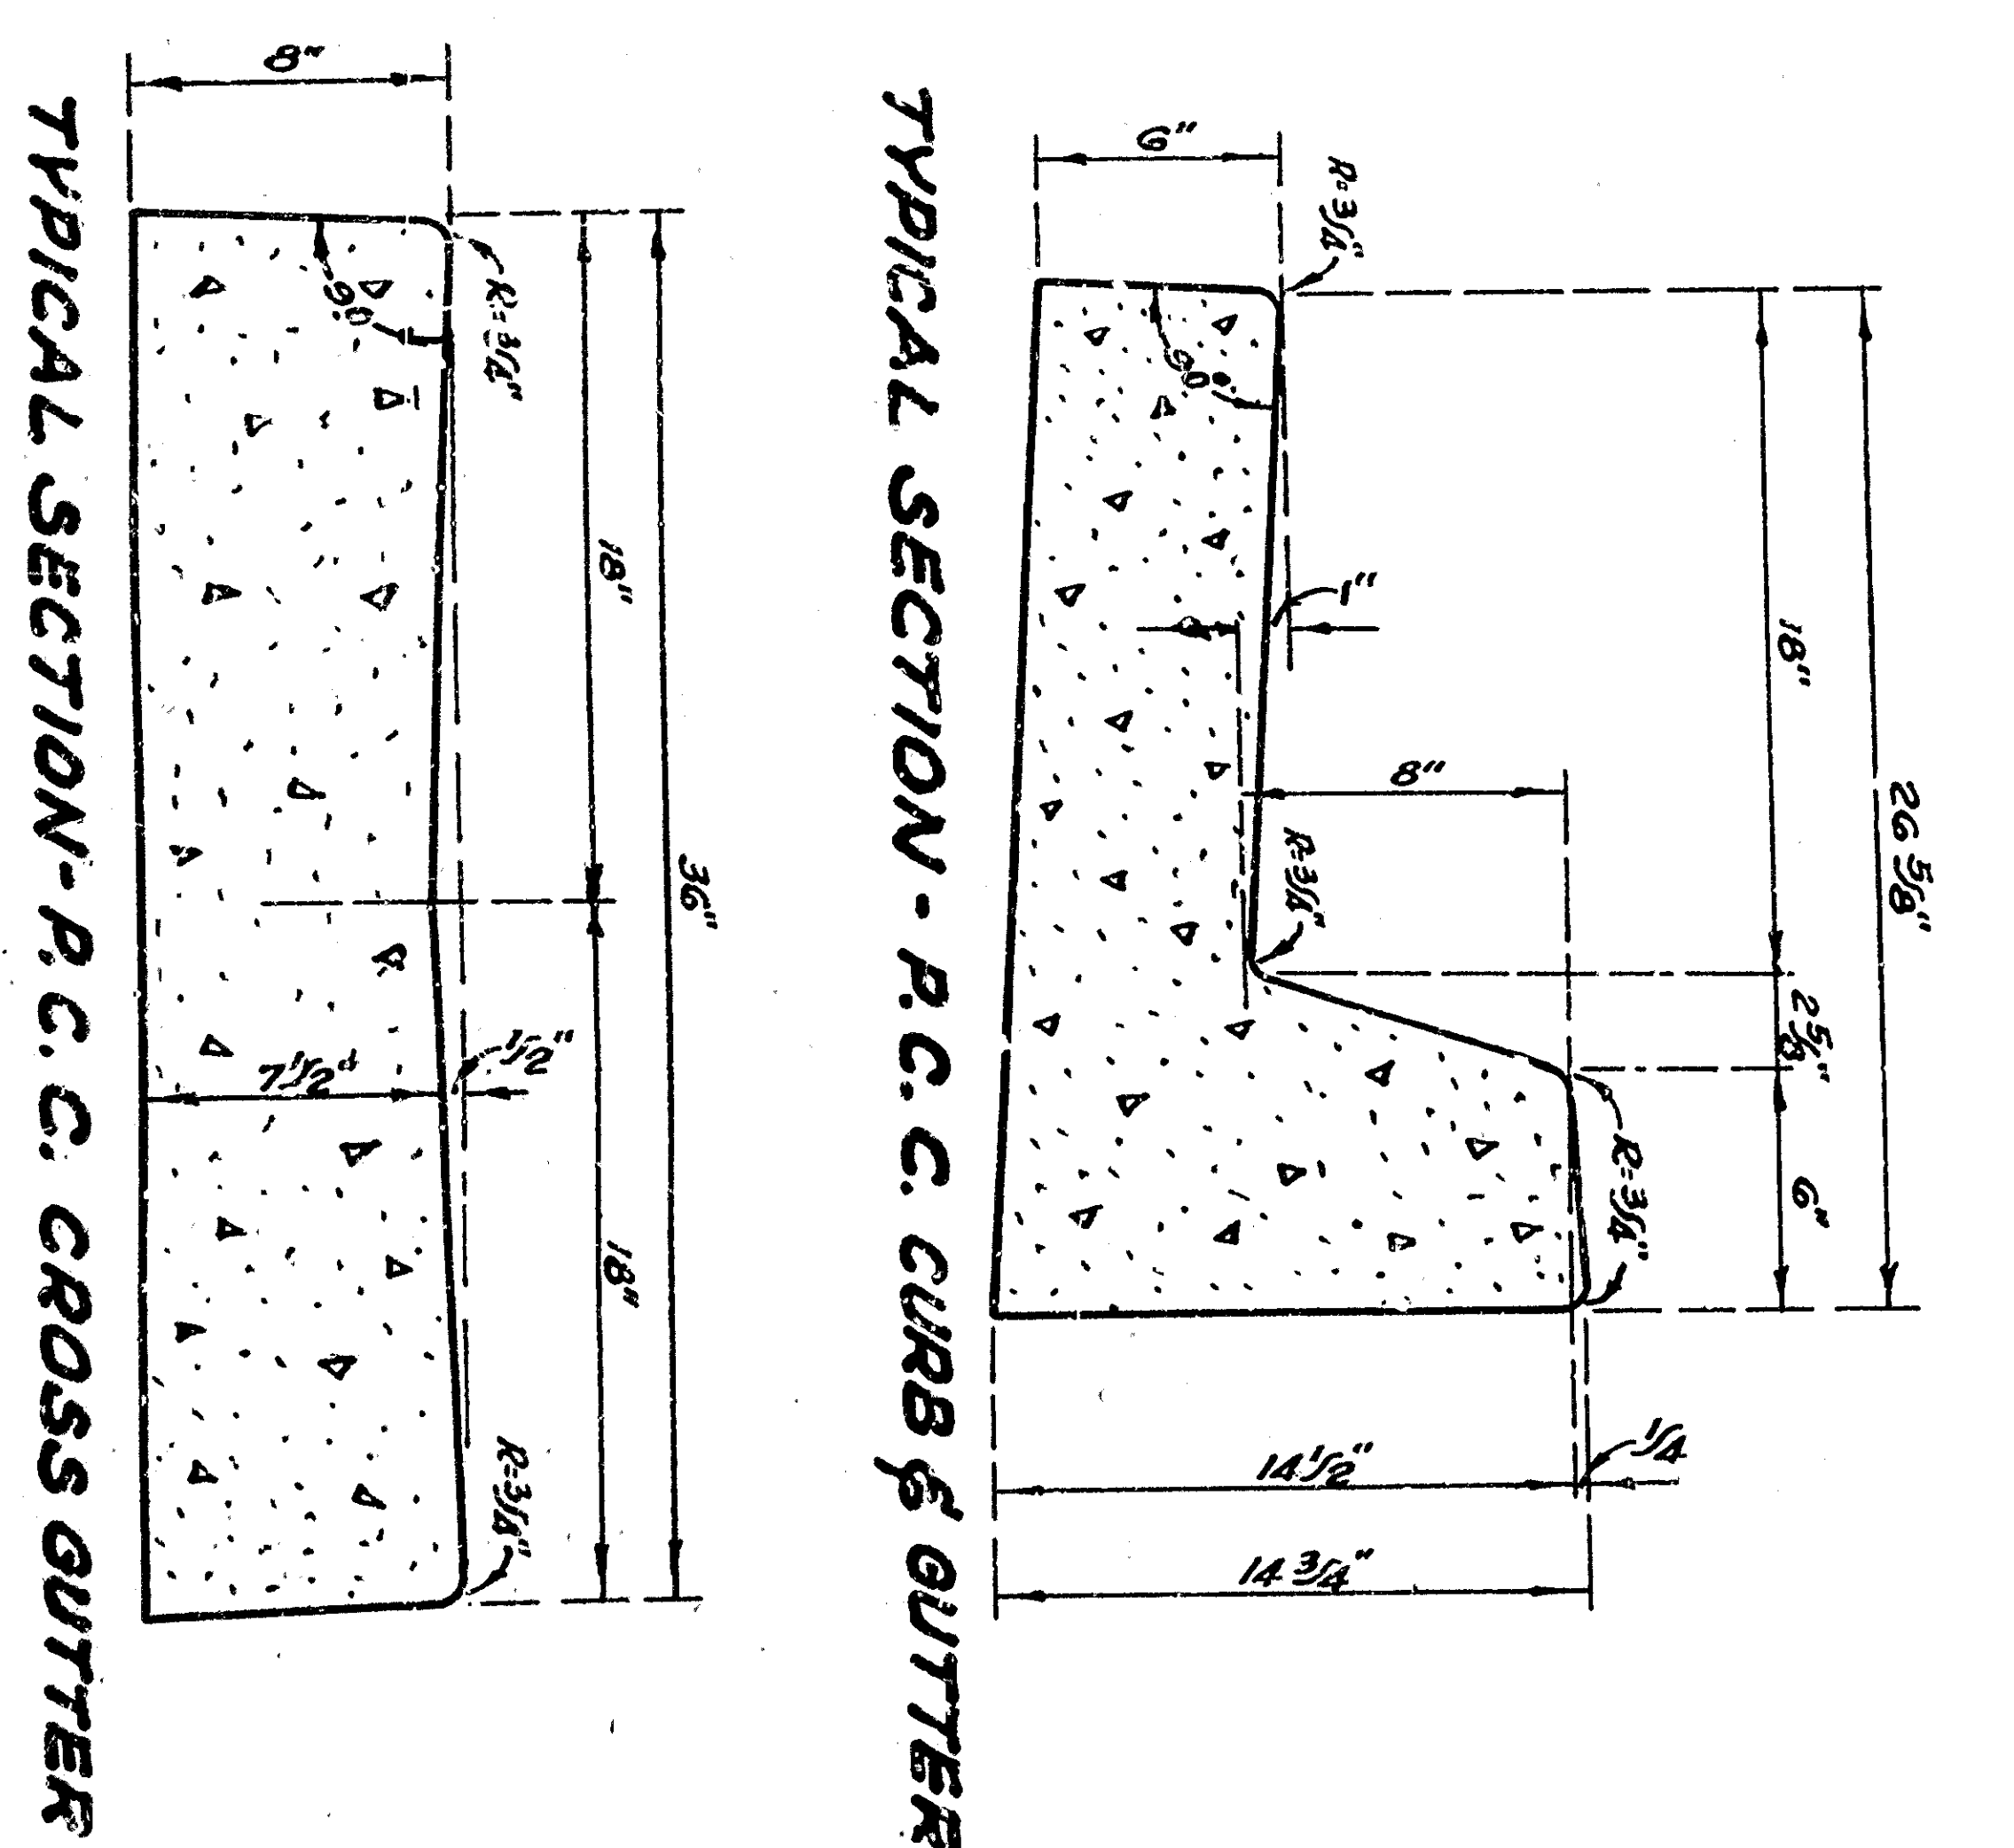 6"
R=3/4"
90°
1"
18"
26 5/8"
8"
R=3/4"
2 5/8"
6"
R=3/4"
1/4
14 1/2"
14 3/4"
TYPICAL SECTION - P.C.C. CURB & GUTTER
8"
R=3/4"
90°
18"
36"
1/2"
7 1/2"
18"
R=3/4"
TYPICAL SECTION - P.C.C. CROSS GUTTER